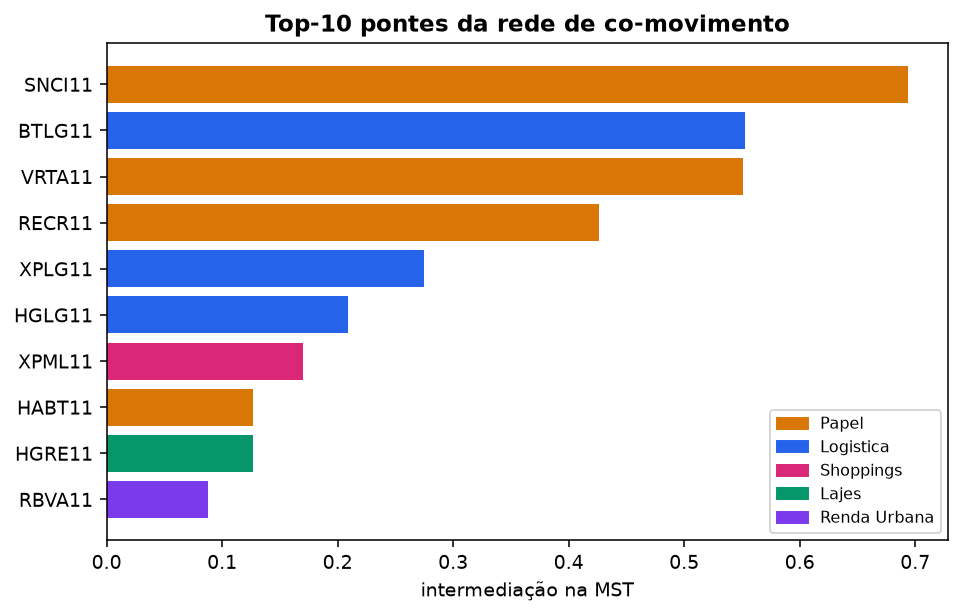 Top-10 pontes da rede de co-movimento
SNCI11
BTLG11
VRTA11
RECR11
XPLG11
HGLG11
XPML11
HABT11
HGRE11
RBVA11
Papel
Logistica
Shoppings
Lajes
Renda Urbana
0.0 0.1 0.2 0.3 0.4 0.5 0.6 0.7
intermediação na MST